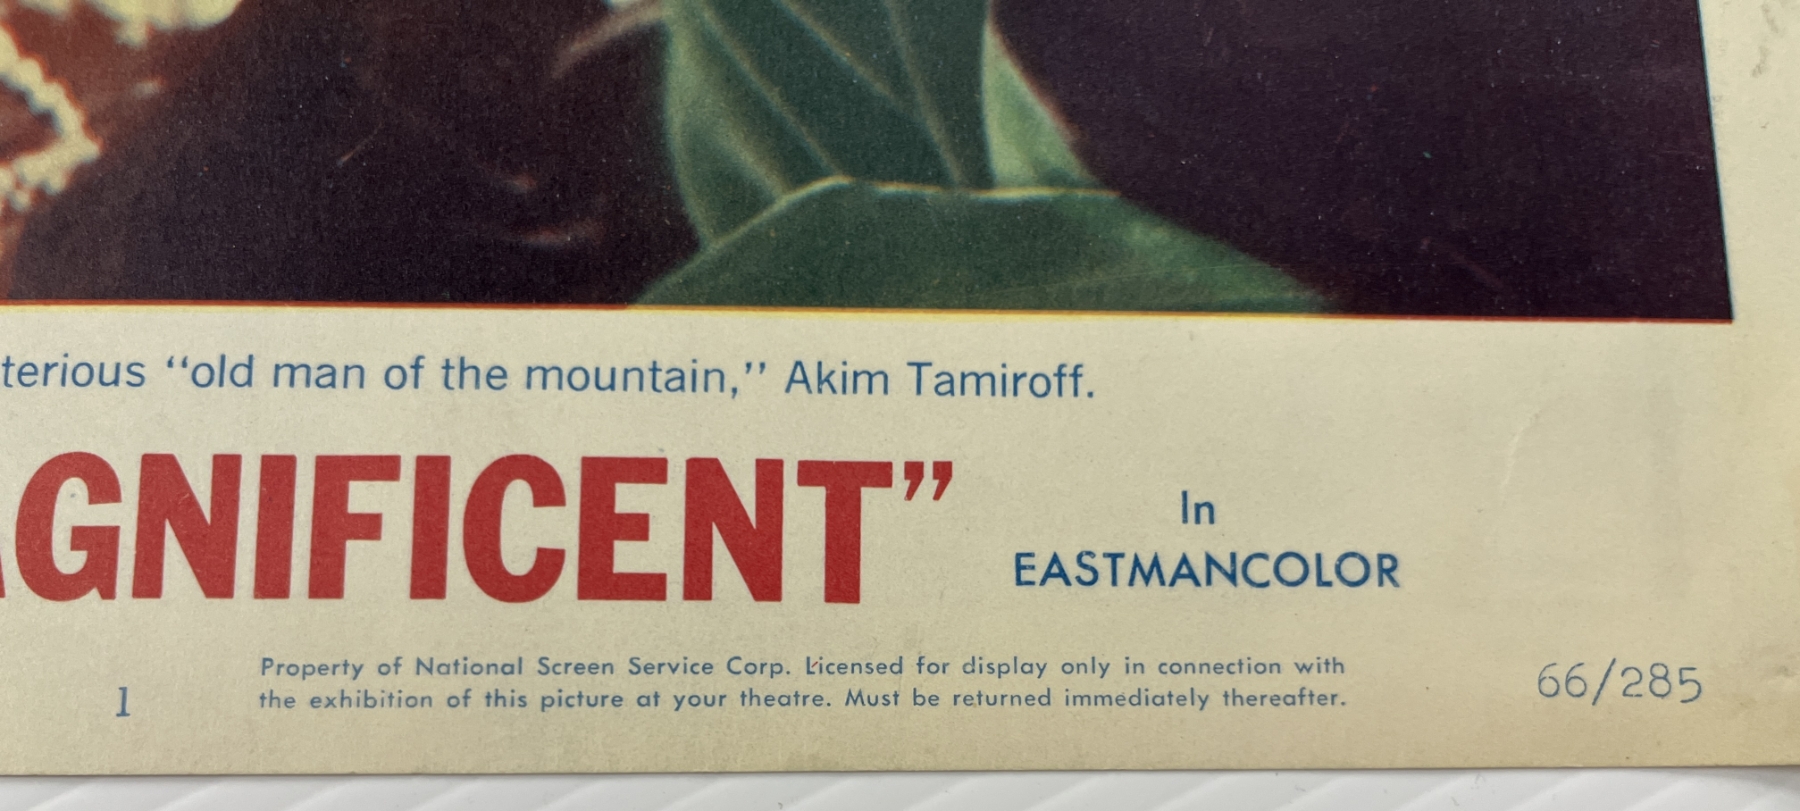 terious “old man of the mountain,” Akim Tamiroff.
GNIFICENT”
In
EASTMANCOLOR
Property of National Screen Service Corp. Licensed for display only in connection with
the exhibition of this picture at your theatre. Must be returned immediately thereafter.
1
66/285